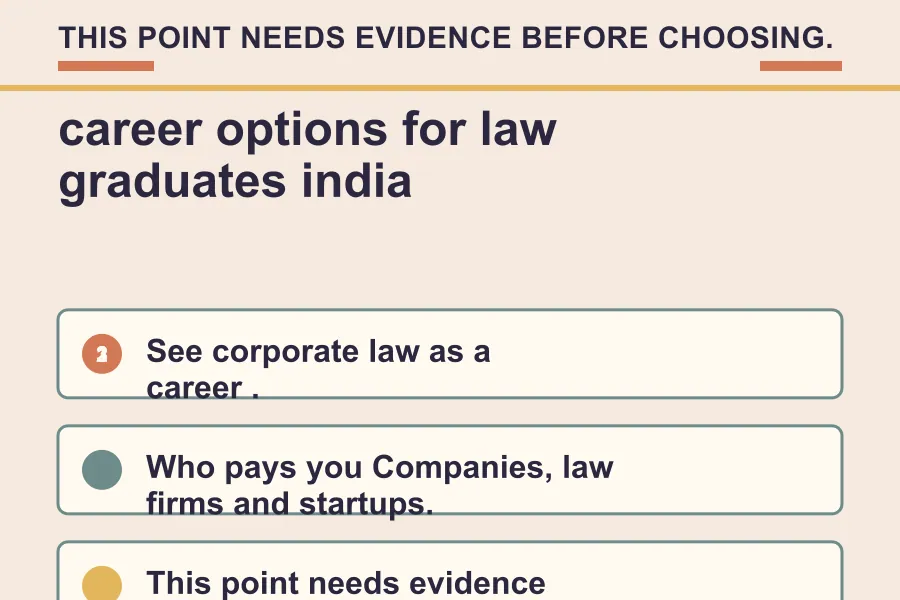 THIS POINT NEEDS EVIDENCE BEFORE CHOOSING.
career options for law
graduates india
See corporate law as a
career .
Who pays you Companies, law
firms and startups.
This point needs evidence